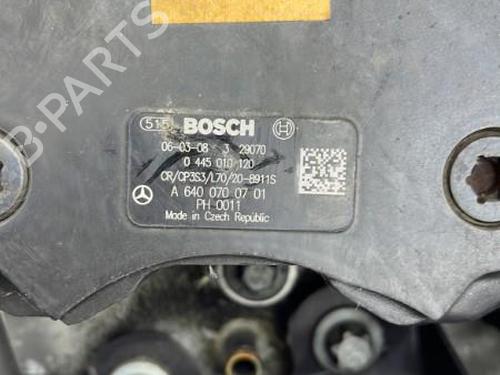 515 BOSCH
06-03-08 3 29070
0 445 010 120
CR/CP3S3/L70/20-8911S
A 640 070 07 01
PH 0011
Made in Czech Republic
B-PARTS